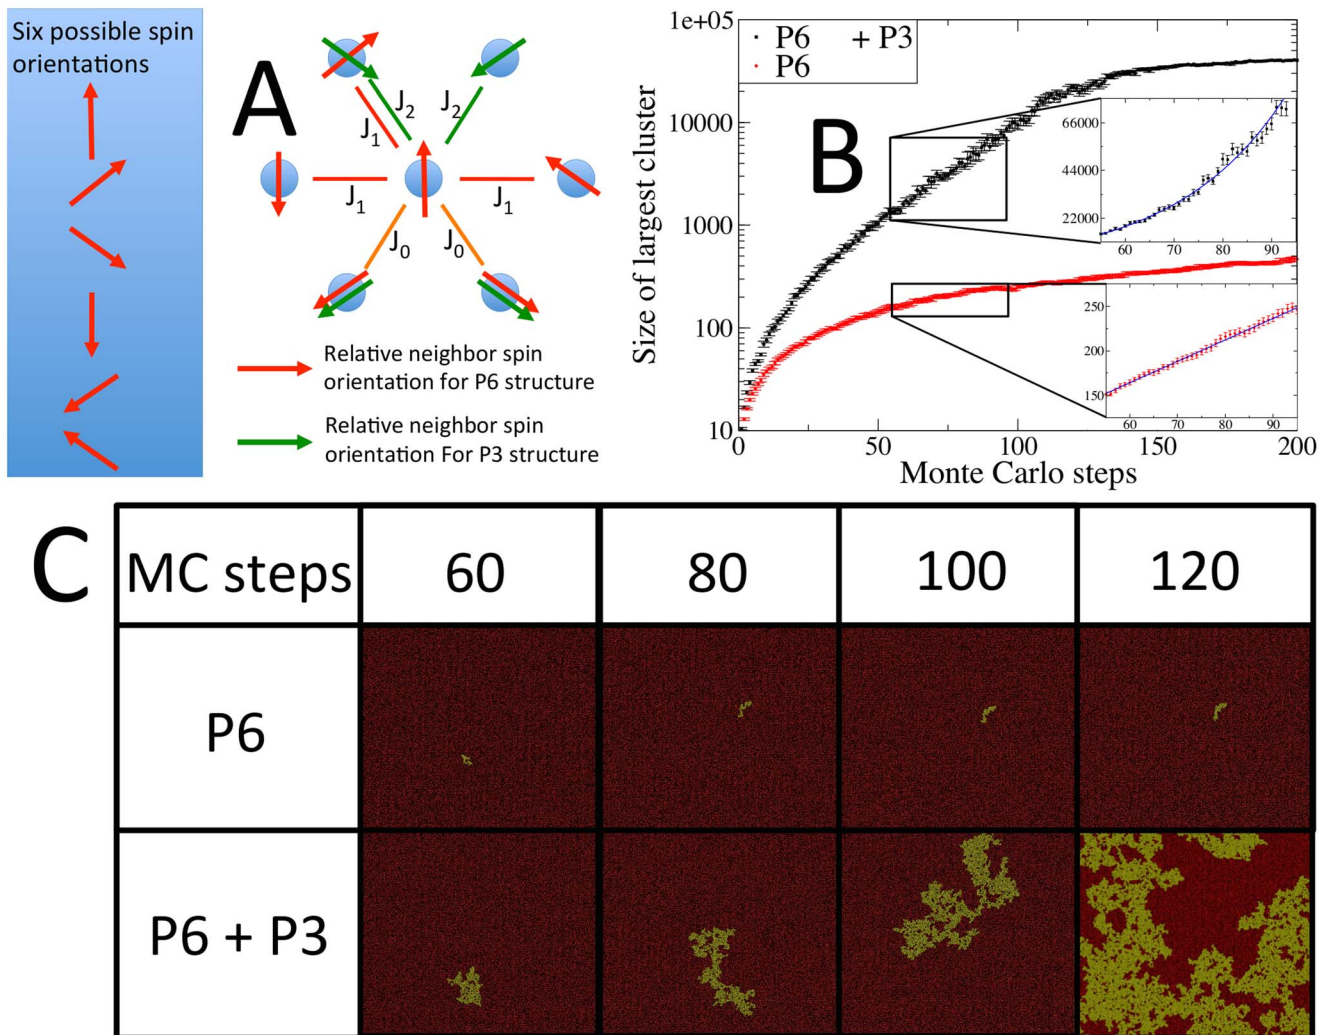 Six possible spin
orientations
A
J₂
J₂
J₁
J₁
J₁
J₀
J₀
Relative neighbor spin
orientation for P6 structure
Relative neighbor spin
orientation For P3 structure
B
Size of largest cluster
1e+05
10000
1000
100
10
P6 + P3
P6
66000
44000
22000
60 70 80 90
250
200
150
60 70 80 90
0 50 100 150 200
Monte Carlo steps
C
MC steps 60 80 100 120
P6
P6 + P3